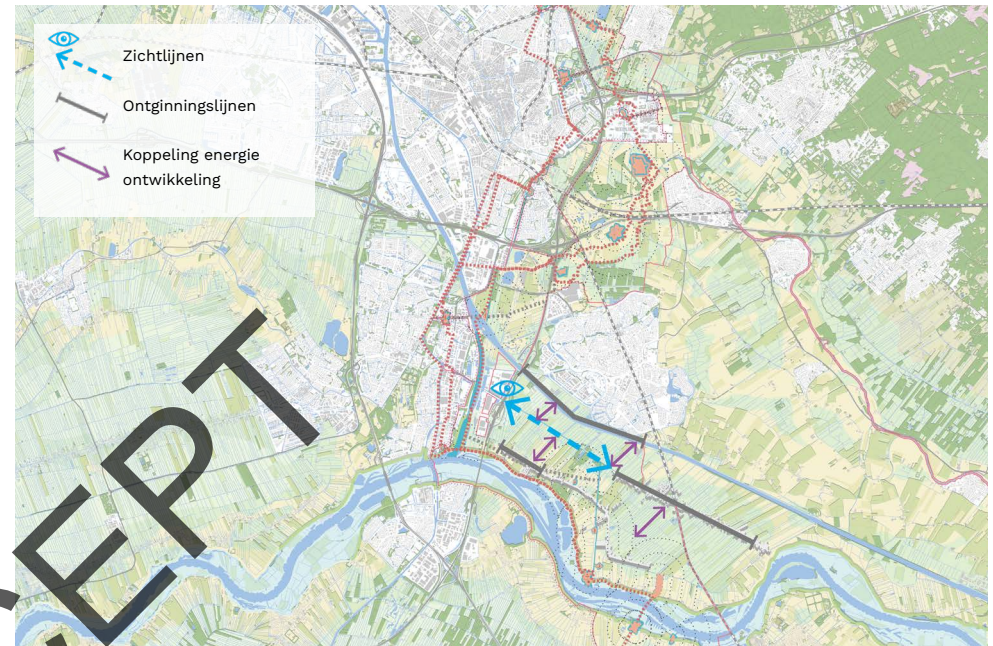 Zichtlijnen
Ontginningslijnen
Koppeling energie
ontwikkeling
EPT